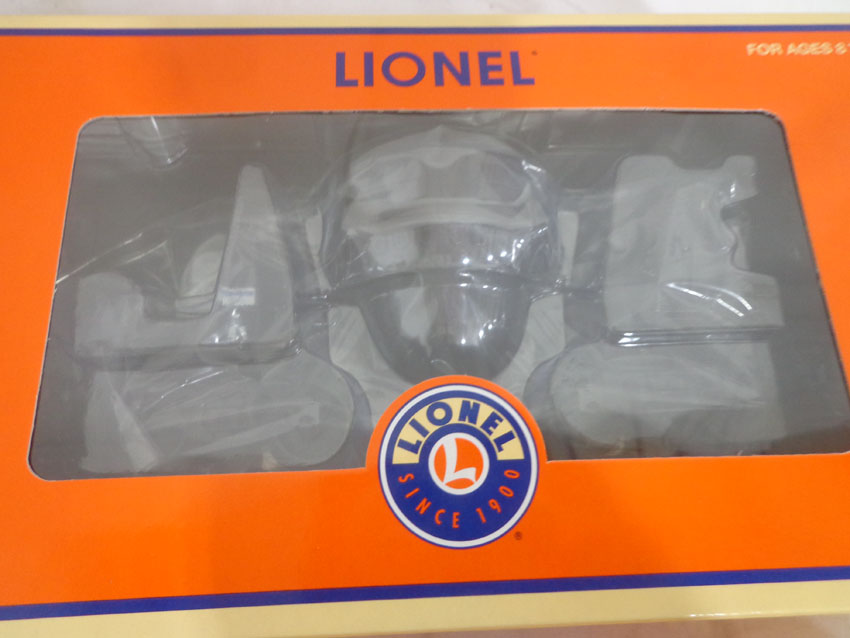 LIONEL
FOR AGES 8
LIONEL
L
SINCE 1900